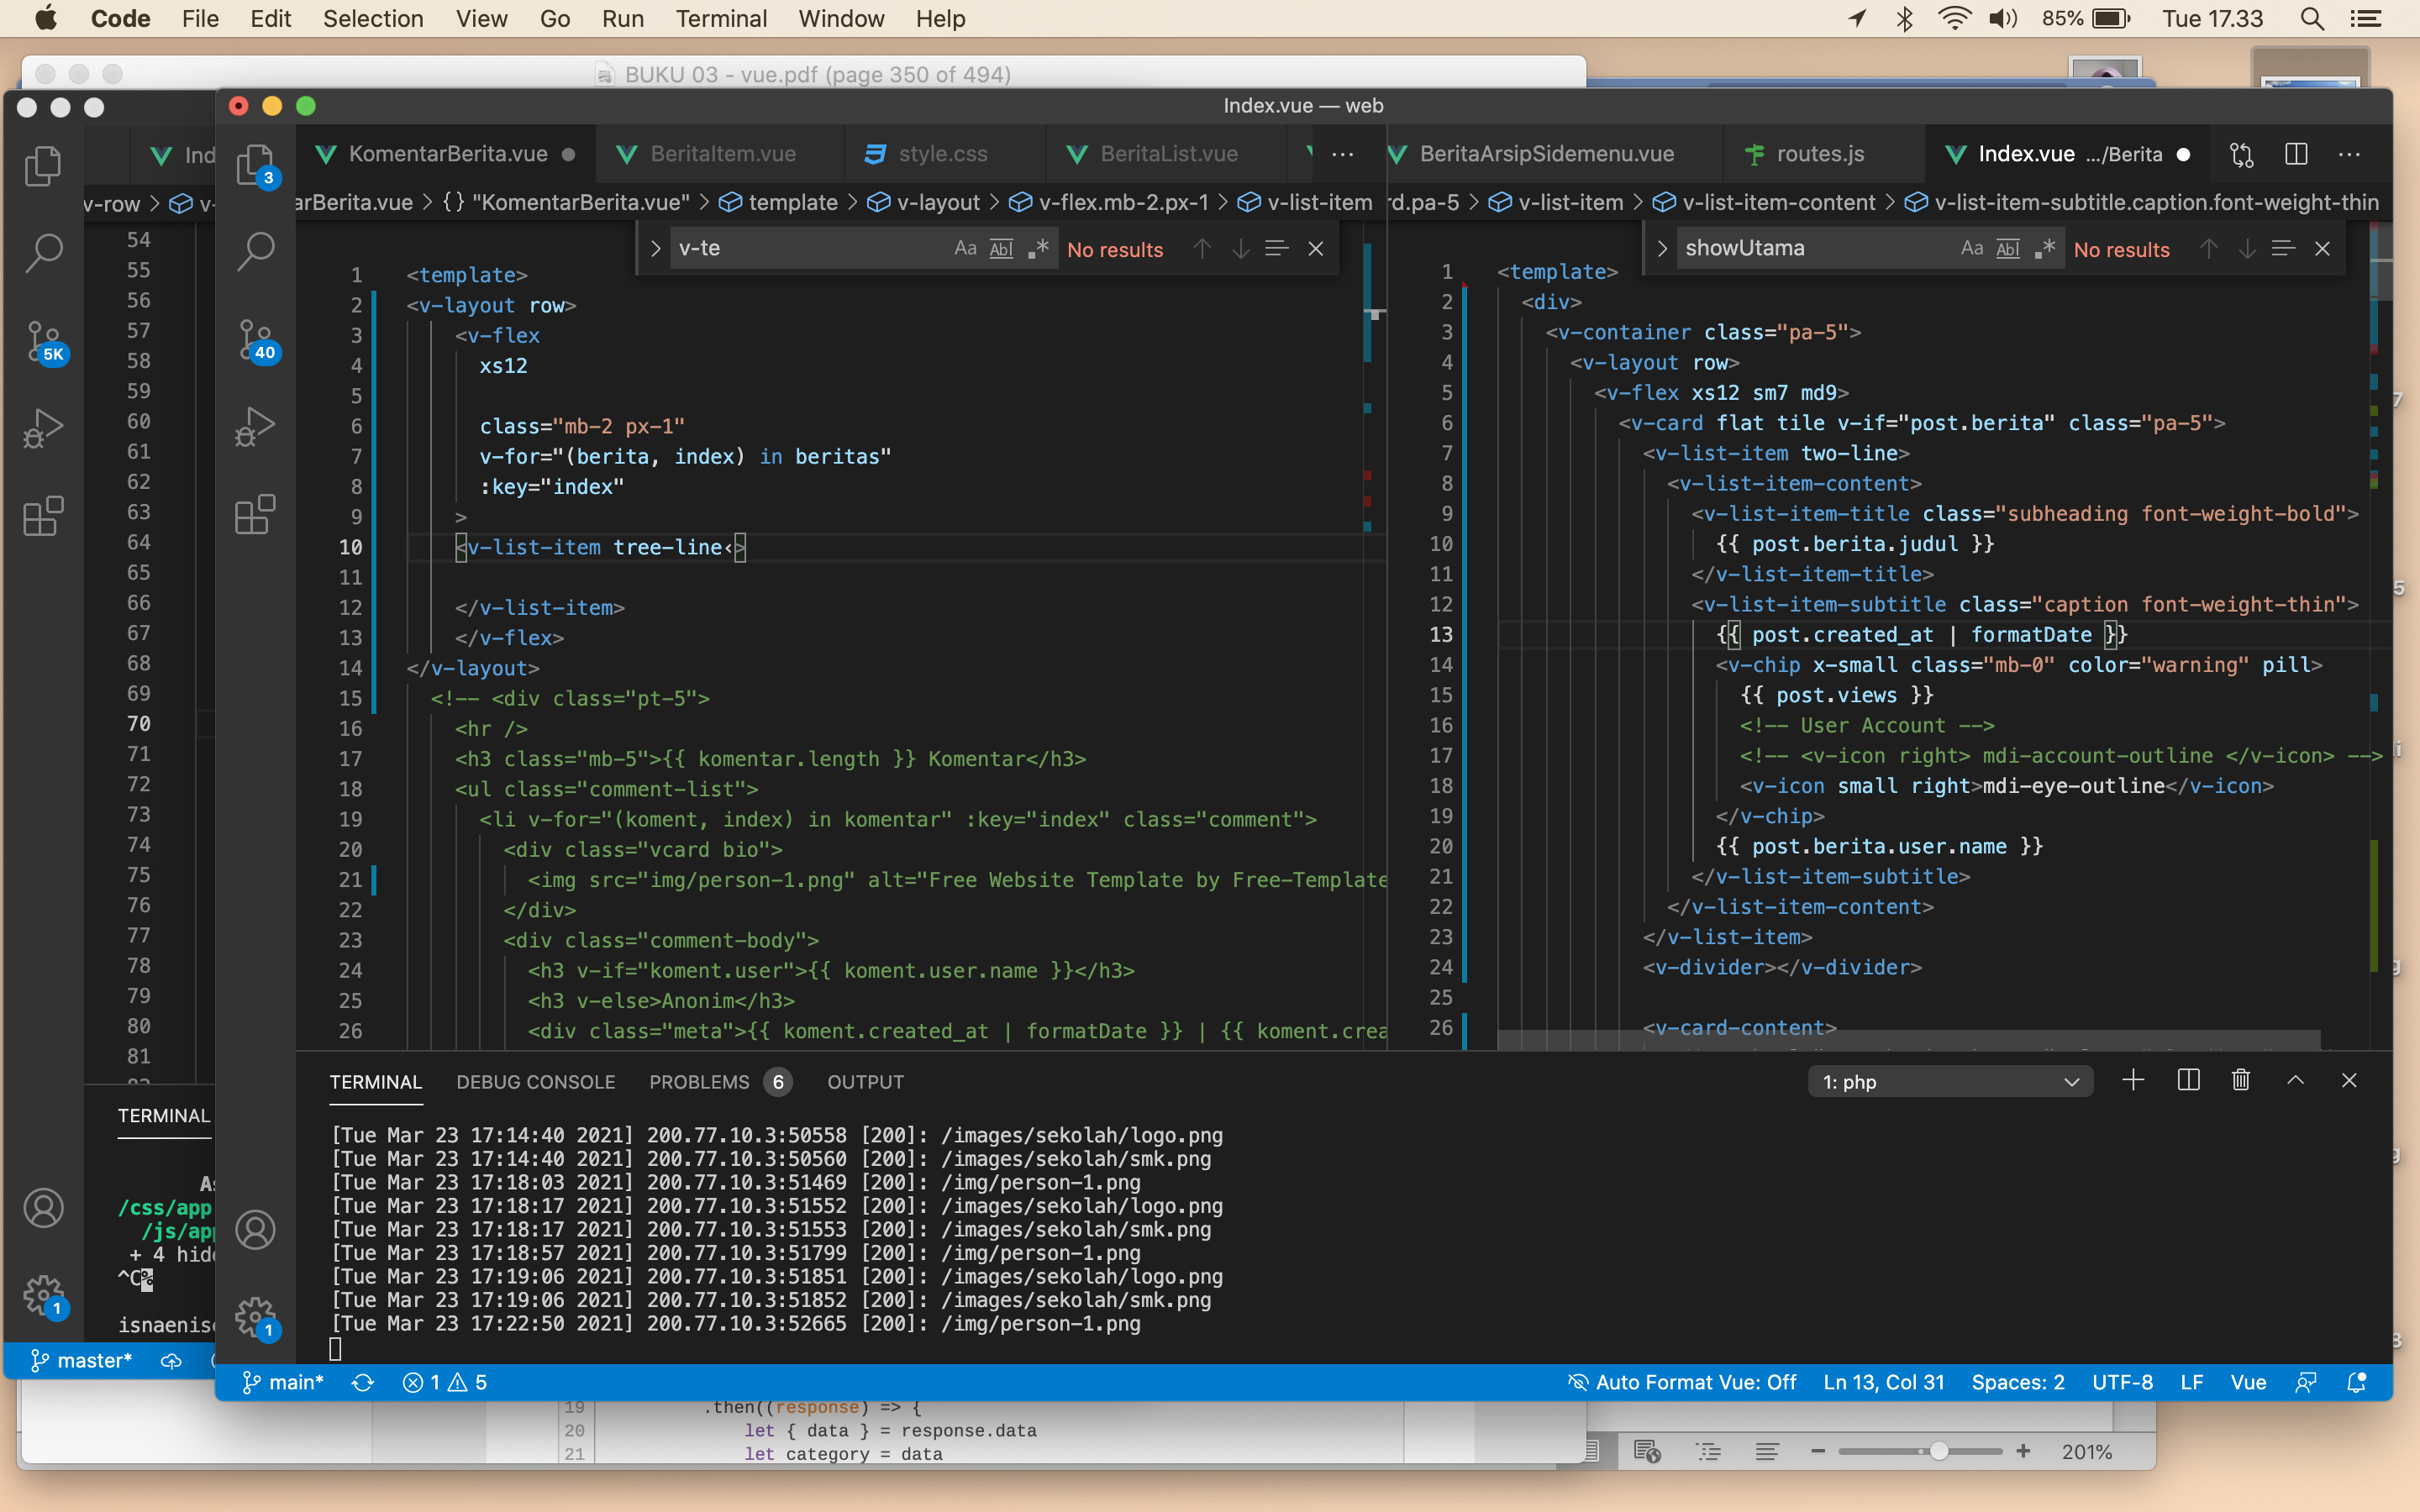 Code File Edit Selection View Go Run Terminal Window Help 85% Tue 17.33
BUKU 03 - vue.pdf (page 350 of 494)
Index.vue — web
KomentarBerita.vue BeritaItem.vue style.css BeritaList.vue ···
arBerita.vue > {} "KomentarBerita.vue" > template > v-layout > v-flex.mb-2.px-1 > v-list-item
v-te Aa Abl .* No results
1 <template>
2 <v-layout row>
3 <v-flex
4 xs12
5
6 class="mb-2 px-1"
7 v-for="(berita, index) in beritas"
8 :key="index"
9 >
10 <v-list-item tree-line<>
11
12 </v-list-item>
13 </v-flex>
14 </v-layout>
15 <!-- <div class="pt-5">
16 <hr />
17 <h3 class="mb-5">{{ komentar.length }} Komentar</h3>
18 <ul class="comment-list">
19 <li v-for="(koment, index) in komentar" :key="index" class="comment">
20 <div class="vcard bio">
21 <img src="img/person-1.png" alt="Free Website Template by Free-Template
22 </div>
23 <div class="comment-body">
24 <h3 v-if="koment.user">{{ koment.user.name }}</h3>
25 <h3 v-else>Anonim</h3>
26 <div class="meta">{{ koment.created_at | formatDate }} | {{ koment.crea
BeritaArsipSidemenu.vue routes.js Index.vue .../Berita ···
rd.pa-5 > v-list-item > v-list-item-content > v-list-item-subtitle.caption.font-weight-thin
showUtama Aa Abl .* No results
1 <template>
2 <div>
3 <v-container class="pa-5">
4 <v-layout row>
5 <v-flex xs12 sm7 md9>
6 <v-card flat tile v-if="post.berita" class="pa-5">
7 <v-list-item two-line>
8 <v-list-item-content>
9 <v-list-item-title class="subheading font-weight-bold">
10 {{ post.berita.judul }}
11 </v-list-item-title>
12 <v-list-item-subtitle class="caption font-weight-thin">
13 {{ post.created_at | formatDate }}
14 <v-chip x-small class="mb-0" color="warning" pill>
15 {{ post.views }}
16 <!-- User Account -->
17 <!-- <v-icon right> mdi-account-outline </v-icon> -->
18 <v-icon small right>mdi-eye-outline</v-icon>
19 </v-chip>
20 {{ post.berita.user.name }}
21 </v-list-item-subtitle>
22 </v-list-item-content>
23 </v-list-item>
24 <v-divider></v-divider>
25
26 <v-card-content>
TERMINAL DEBUG CONSOLE PROBLEMS 6 OUTPUT 1: php
[Tue Mar 23 17:14:40 2021] 200.77.10.3:50558 [200]: /images/sekolah/logo.png
[Tue Mar 23 17:14:40 2021] 200.77.10.3:50560 [200]: /images/sekolah/smk.png
[Tue Mar 23 17:18:03 2021] 200.77.10.3:51469 [200]: /img/person-1.png
[Tue Mar 23 17:18:17 2021] 200.77.10.3:51552 [200]: /images/sekolah/logo.png
[Tue Mar 23 17:18:17 2021] 200.77.10.3:51553 [200]: /images/sekolah/smk.png
[Tue Mar 23 17:18:57 2021] 200.77.10.3:51799 [200]: /img/person-1.png
[Tue Mar 23 17:19:06 2021] 200.77.10.3:51851 [200]: /images/sekolah/logo.png
[Tue Mar 23 17:19:06 2021] 200.77.10.3:51852 [200]: /images/sekolah/smk.png
[Tue Mar 23 17:22:50 2021] 200.77.10.3:52665 [200]: /img/person-1.png
main* 1 5 Auto Format Vue: Off Ln 13, Col 31 Spaces: 2 UTF-8 LF Vue
3
40
1
Ind
v-row > v-
5K
54
55
56
57
58
59
60
61
62
63
64
65
66
67
68
69
70
71
72
73
74
75
76
77
78
79
80
81
TERMINAL
As
/css/app
/js/app
+ 4 hidd
^C%
isnaenis
1
master*
19 .then((response) => {
20 let { data } = response.data
21 let category = data
201%